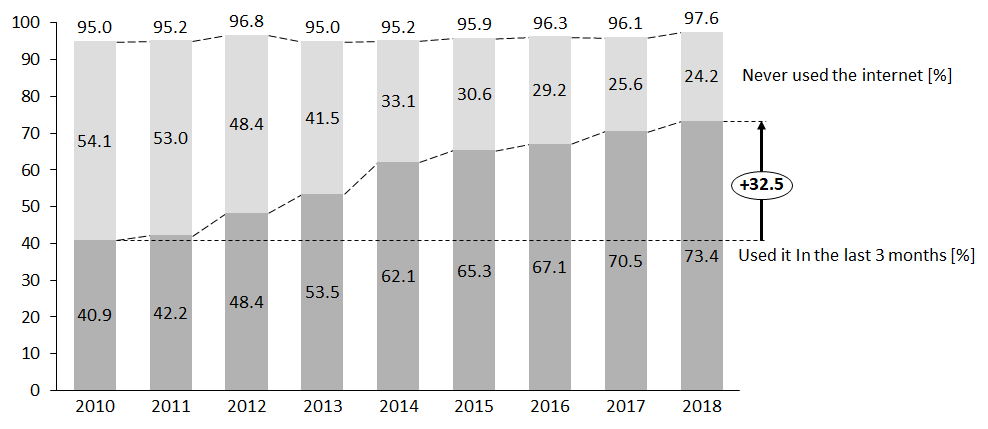 100
90
80
70
60
50
40
30
20
10
0
95.0 95.2 96.8 95.0 95.2 95.9 96.3 96.1 97.6
54.1 53.0 48.4 41.5 33.1 30.6 29.2 25.6 24.2
Never used the internet [%]
+32.5
40.9 42.2 48.4 53.5 62.1 65.3 67.1 70.5 73.4
Used it In the last 3 months [%]
2010 2011 2012 2013 2014 2015 2016 2017 2018